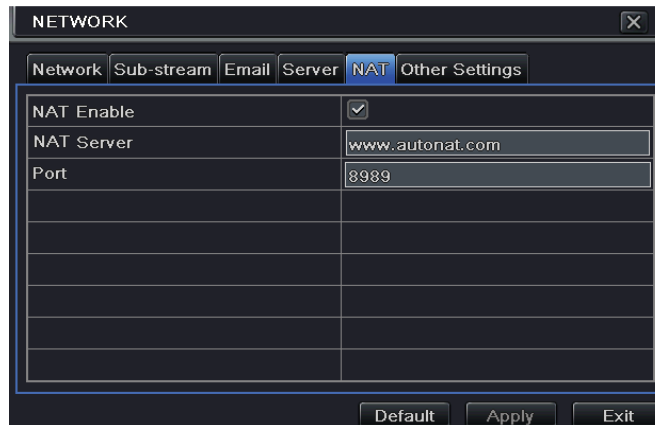 NETWORK
Network Sub-stream Email Server NAT Other Settings
NAT Enable
NAT Server www.autonat.com
Port 8989
Default Apply Exit